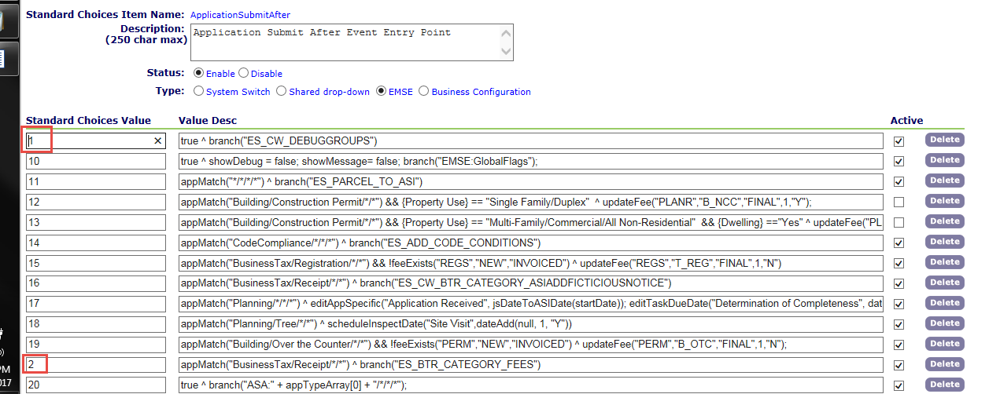 Standard Choices Item Name: ApplicationSubmitAfter
Description: Application Submit After Event Entry Point
(250 char max)
Status: Enable Disable
Type: System Switch Shared drop-down EMSE Business Configuration
Standard Choices Value Value Desc Active
1 × true ^ branch("ES_CW_DEBUGGROUPS") Delete
10 true ^ showDebug = false; showMessage= false; branch("EMSE:GlobalFlags"); Delete
11 appMatch("*/*/*/*") ^ branch("ES_PARCEL_TO_ASI") Delete
12 appMatch("Building/Construction Permit/*/*") && {Property Use} == "Single Family/Duplex"  ^ updateFee("PLANR","B_NCC","FINAL",1,"Y"); Delete
13 appMatch("Building/Construction Permit/*/*") && {Property Use} == "Multi-Family/Commercial/All Non-Residential"  && {Dwelling} =="Yes" ^ updateFee("PL Delete
14 appMatch("CodeCompliance/*/*/*") ^ branch("ES_ADD_CODE_CONDITIONS") Delete
15 appMatch("BusinessTax/Registration/*/*") && !feeExists("REGS","NEW","INVOICED") ^ updateFee("REGS","T_REG","FINAL",1,"N") Delete
16 appMatch("BusinessTax/Receipt/*/*") ^ branch("ES_CW_BTR_CATEGORY_ASIADDFICTICIOUSNOTICE") Delete
17 appMatch("Planning/*/*/*") ^ editAppSpecific("Application Received", jsDateToASIDate(startDate)); editTaskDueDate("Determination of Completeness", dat Delete
18 appMatch("Planning/Tree/*/*") ^ scheduleInspectDate("Site Visit",dateAdd(null, 1, "Y")) Delete
19 appMatch("Building/Over the Counter/*/*") && !feeExists("PERM","NEW","INVOICED") ^ updateFee("PERM","B_OTC","FINAL",1,"N"); Delete
2 appMatch("BusinessTax/Receipt/*/*") ^ branch("ES_BTR_CATEGORY_FEES") Delete
PM
20 true ^ branch("ASA:" + appTypeArray[0] + "/*/*/*"); Delete
017